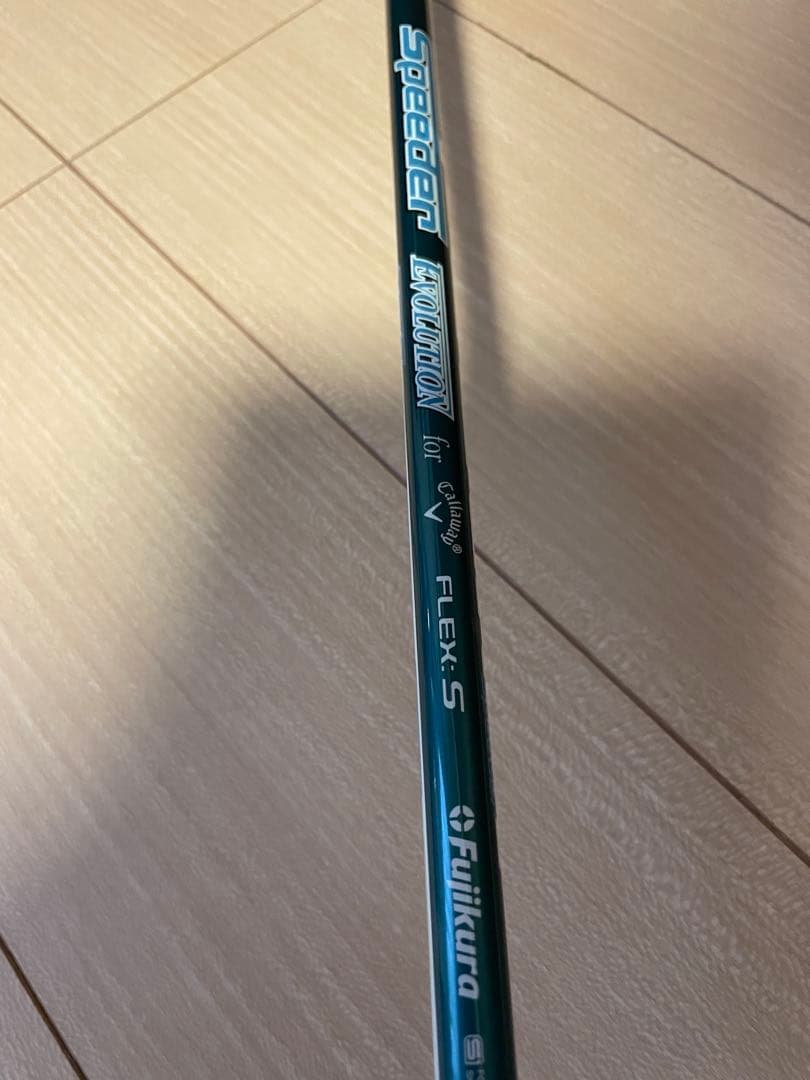 Speeder
EVOLUTION
for
Callaway®
FLEX: S
Fujikura
S